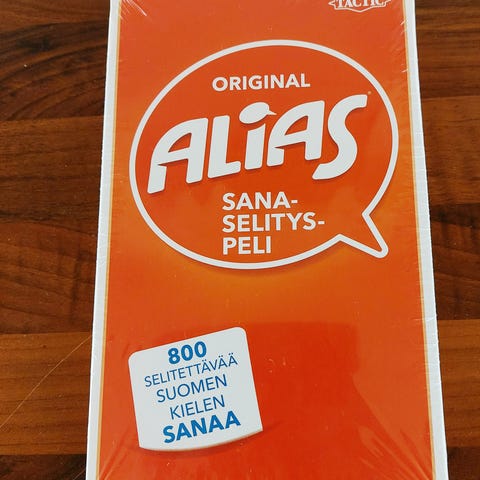 TACTIC
ORIGINAL
ALiAS
SANA-
SELITYS-
PELI
800
SELITETTÄVÄÄ
SUOMEN
KIELEN
SANAA